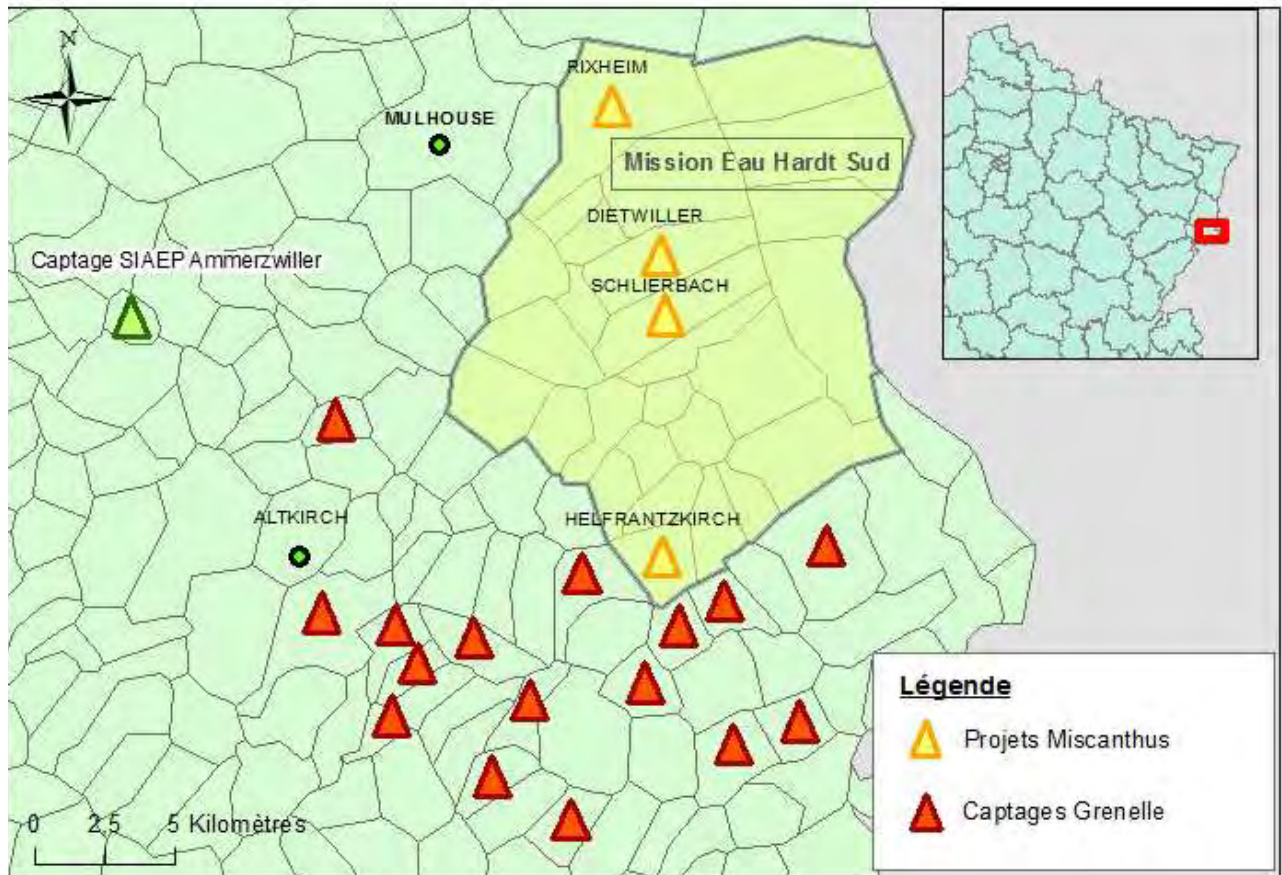 N
RIXHEIM
MULHOUSE
Mission Eau Hardt Sud
DIETWILLER
Captage SIAEP Ammerzwiller
SCHLIERBACH
ALTKIRCH
HELFRANTZKIRCH
Légende
Projets Miscanthus
Captages Grenelle
0 2,5 5 Kilomètres